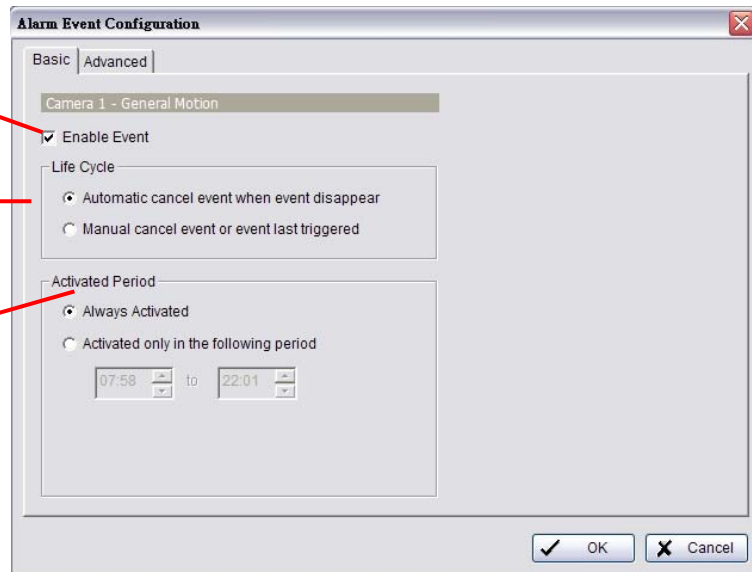 Alarm Event Configuration
Basic
Advanced
Camera 1 - General Motion
Enable Event
Life Cycle
Automatic cancel event when event disappear
Manual cancel event or event last triggered
Activated Period
Always Activated
Activated only in the following period
07:58 to 22:01
OK
Cancel